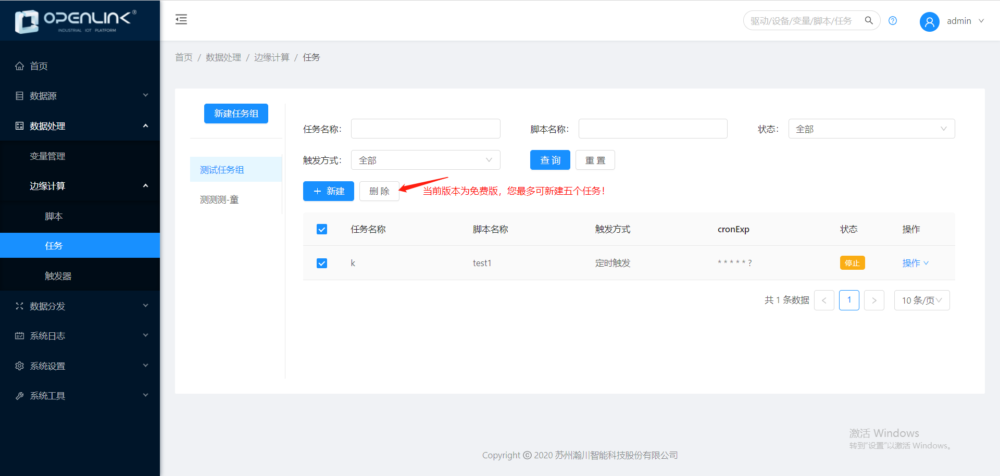 OPENLINK®
INDUSTRIAL IOT PLATFORM
驱动/设备/变量/脚本/任务
admin
首页
数据源
数据处理
变量管理
边缘计算
脚本
任务
触发器
数据分发
系统日志
系统设置
系统工具
首页 / 数据处理 / 边缘计算 / 任务
新建任务组
测试任务组
测测测-童
任务名称：
脚本名称：
状态： 全部
触发方式： 全部
查 询
重 置
新建
删 除
当前版本为免费版，您最多可新建五个任务！
任务名称 脚本名称 触发方式 cronExp 状态 操作
k test1 定时触发 * * * * * ? 停止 操作
共 1 条数据 < 1 > 10 条/页
激活 Windows
转到"设置"以激活 Windows。
Copyright © 2020 苏州瀚川智能科技股份有限公司